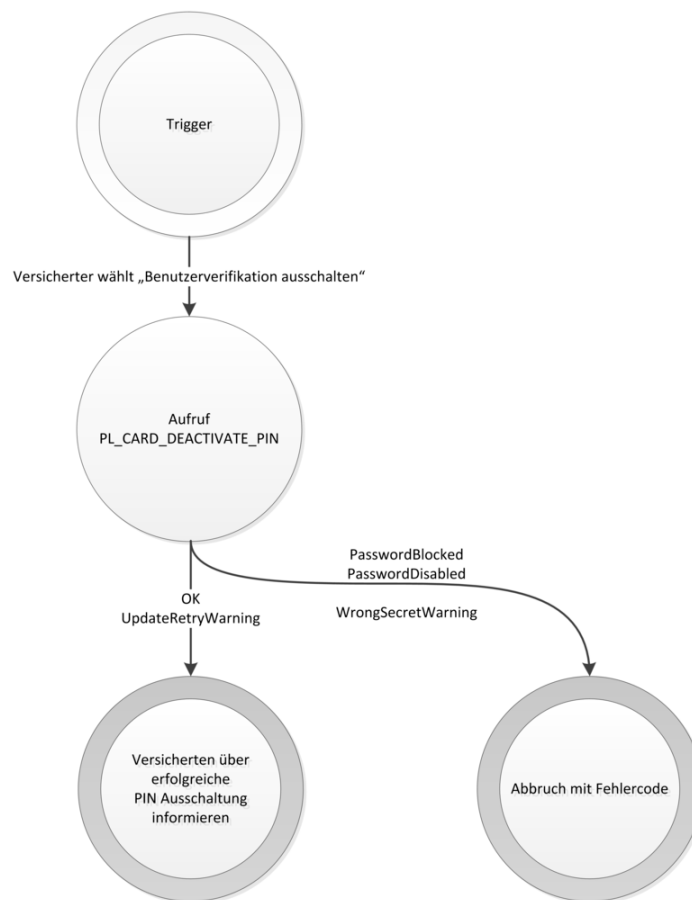 Trigger
Versicherter wählt „Benutzerverifikation ausschalten“
Aufruf
PL_CARD_DEACTIVATE_PIN
PasswordBlocked
PasswordDisabled
OK
UpdateRetryWarning
WrongSecretWarning
Versicherten über
erfolgreiche
PIN Ausschaltung
informieren
Abbruch mit Fehlercode